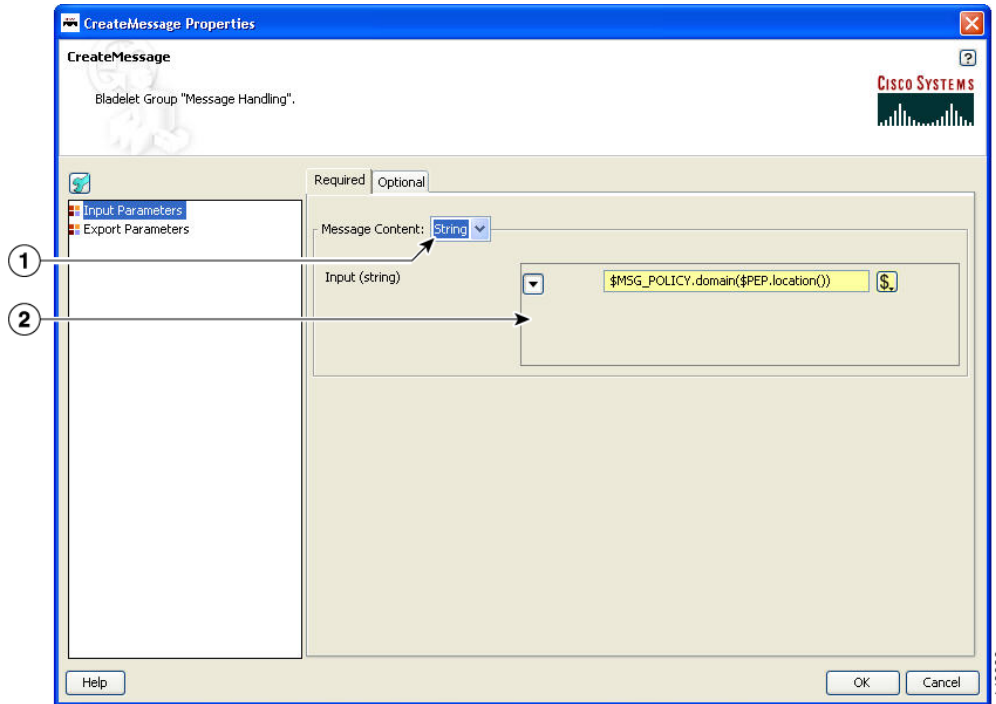 CreateMessage Properties
CreateMessage
?
CISCO SYSTEMS
Bladelet Group "Message Handling".
Required
Optional
Input Parameters
Export Parameters
Message Content: String
1
Input (string)
$MSG_POLICY.domain($PEP.location())
$
2
Help
OK
Cancel